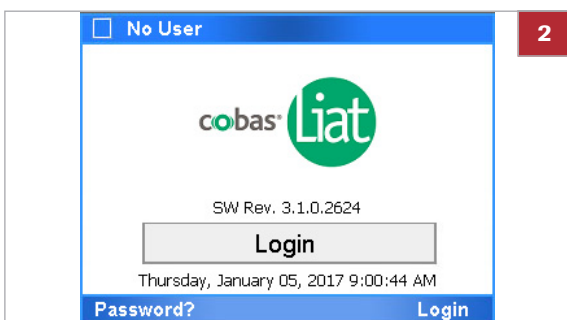 No User
2
cobas® Liat
SW Rev. 3.1.0.2624
Login
Thursday, January 05, 2017 9:00:44 AM
Password? Login